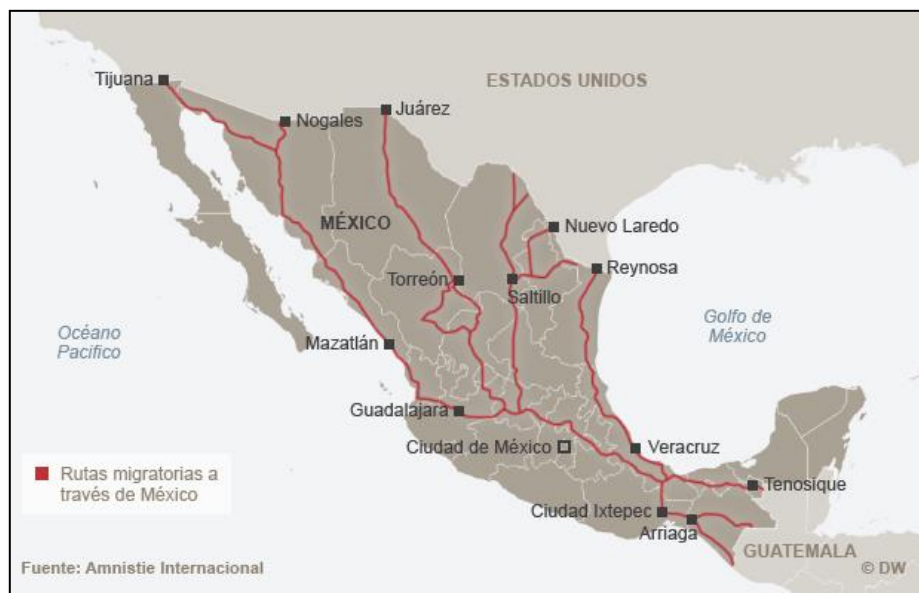 Tijuana
ESTADOS UNIDOS
Nogales
Juárez
MÉXICO
Nuevo Laredo
Torreón
Saltillo
Reynosa
Océano
Pacifico
Golfo de
México
Mazatlán
Guadalajara
Ciudad de México
Veracruz
Rutas migratorias a
través de México
Tenosique
Ciudad Ixtepec
Arriaga
GUATEMALA
Fuente: Amnistie Internacional
© DW